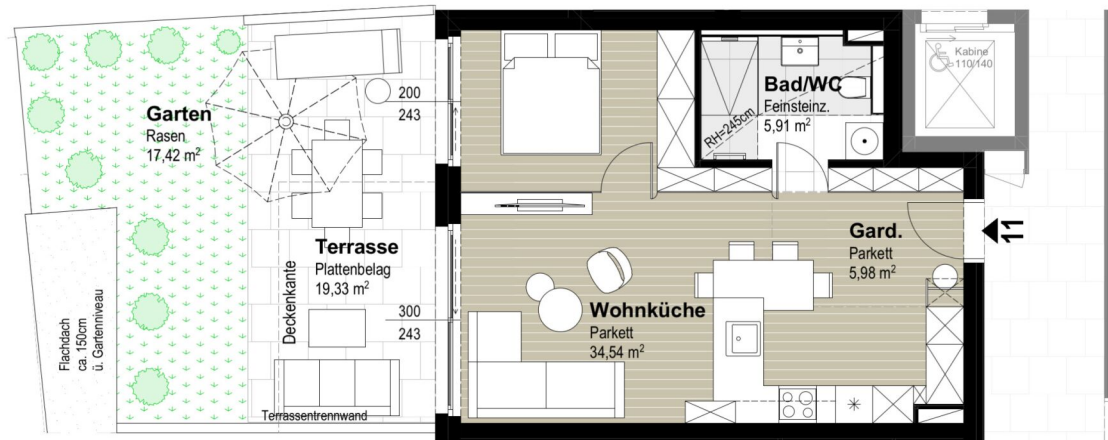 Kabine
110/140
200
243
Garten
Rasen
17,42 m²
Bad/WC
Feinsteinz.
5,91 m²
RH=245cm
Terrasse
Plattenbelag
19,33 m²
Gard.
Parkett
5,98 m²
11
Deckenkante
300
243
Wohnküche
Parkett
34,54 m²
Flachdach
ca. 150cm
ü. Gartenniveau
Terrassentrennwand